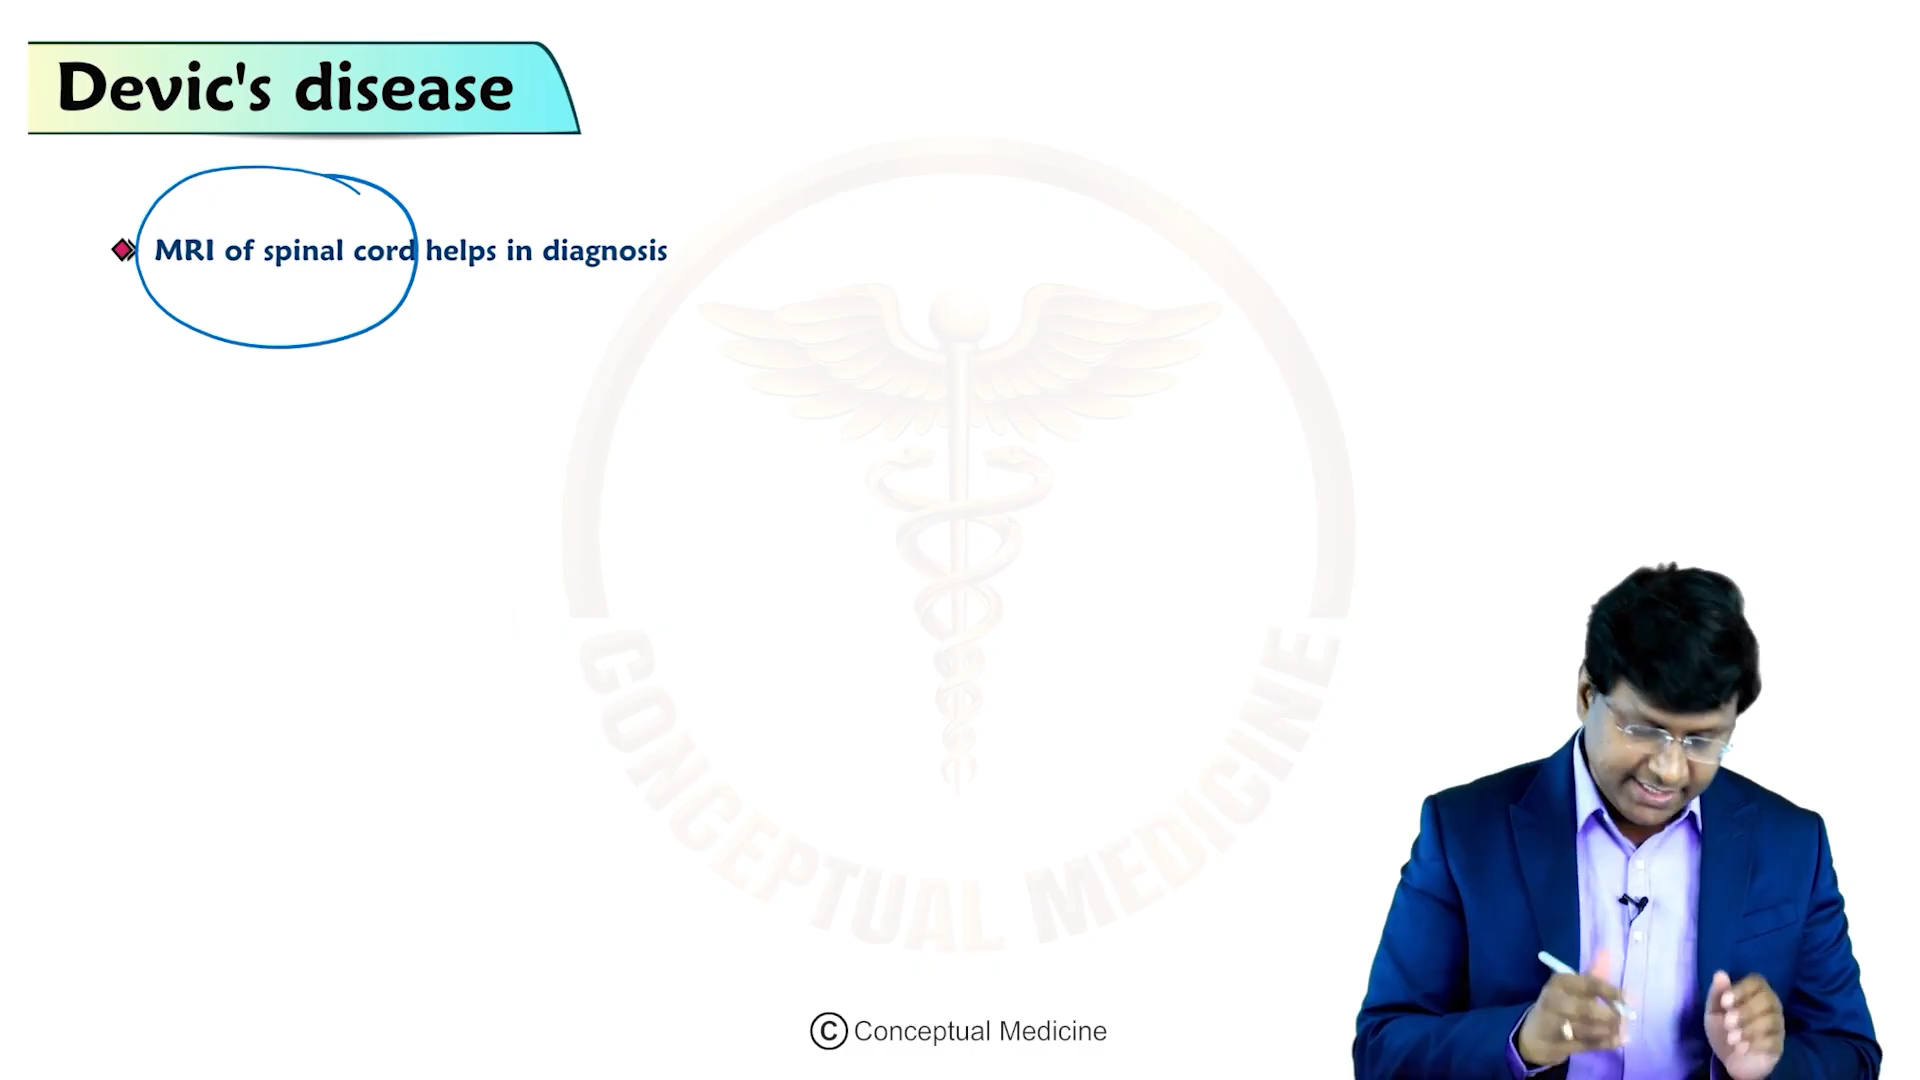 Devic's disease
MRI of spinal cord helps in diagnosis
CONCEPTUAL MEDICINE
© Conceptual Medicine